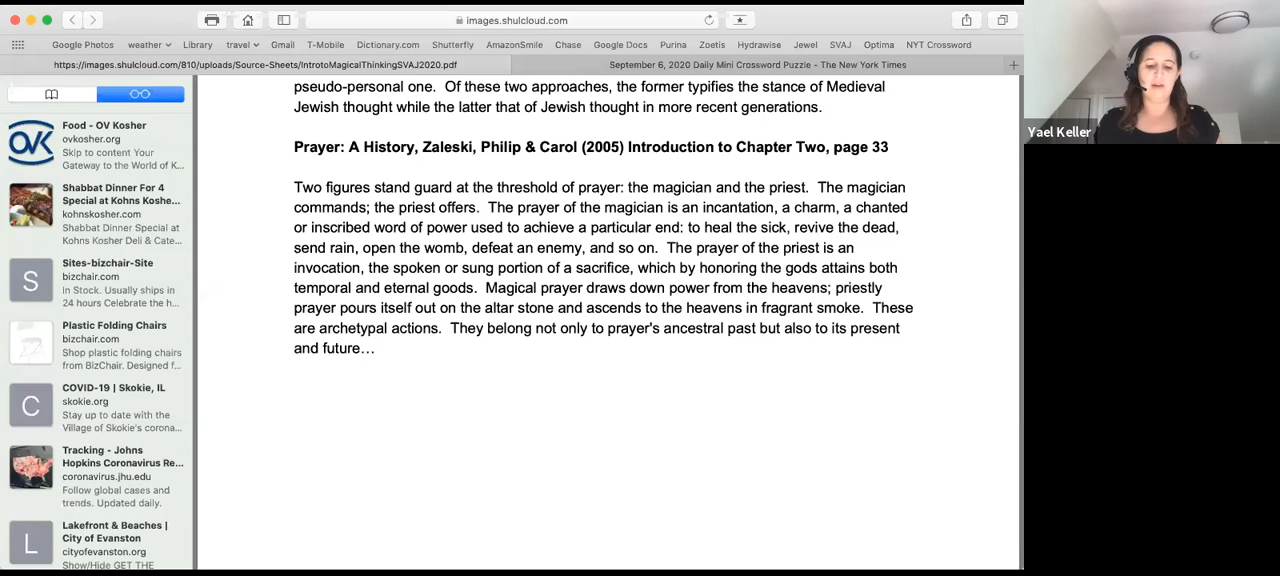 images.shulcloud.com
Google Photos weather Library travel Gmail T-Mobile Dictionary.com Shutterfly AmazonSmile Chase Google Docs Purina Zoetis Hydrawise Jewel SVAJ Optima NYT Crossword
https://images.shulcloud.com/810/uploads/Source-Sheets/IntrotoMagicalThinkingSVAJ2020.pdf
September 6, 2020 Daily Mini Crossword Puzzle - The New York Times
OVK
Food - OV Kosher
ovkosher.org
Skip to content Your
Gateway to the World of K...
Shabbat Dinner For 4
Special at Kohns Koshe...
kohnskosher.com
Shabbat Dinner Special at
Kohns Kosher Deli & Cate...
S
Sites-bizchair-Site
bizchair.com
In Stock. Usually ships in
24 hours Celebrate the h...
Plastic Folding Chairs
bizchair.com
Shop plastic folding chairs
from BizChair. Designed f...
C
COVID-19 | Skokie, IL
skokie.org
Stay up to date with the
Village of Skokie's corona...
Tracking - Johns
Hopkins Coronavirus Re...
coronavirus.jhu.edu
Follow global cases and
trends. Updated daily.
L
Lakefront & Beaches |
City of Evanston
cityofevanston.org
Show/Hide GET THE
pseudo-personal one. Of these two approaches, the former typifies the stance of Medieval
Jewish thought while the latter that of Jewish thought in more recent generations.
Prayer: A History, Zaleski, Philip & Carol (2005) Introduction to Chapter Two, page 33
Two figures stand guard at the threshold of prayer: the magician and the priest. The magician
commands; the priest offers. The prayer of the magician is an incantation, a charm, a chanted
or inscribed word of power used to achieve a particular end: to heal the sick, revive the dead,
send rain, open the womb, defeat an enemy, and so on. The prayer of the priest is an
invocation, the spoken or sung portion of a sacrifice, which by honoring the gods attains both
temporal and eternal goods. Magical prayer draws down power from the heavens; priestly
prayer pours itself out on the altar stone and ascends to the heavens in fragrant smoke. These
are archetypal actions. They belong not only to prayer's ancestral past but also to its present
and future…
Yael Keller